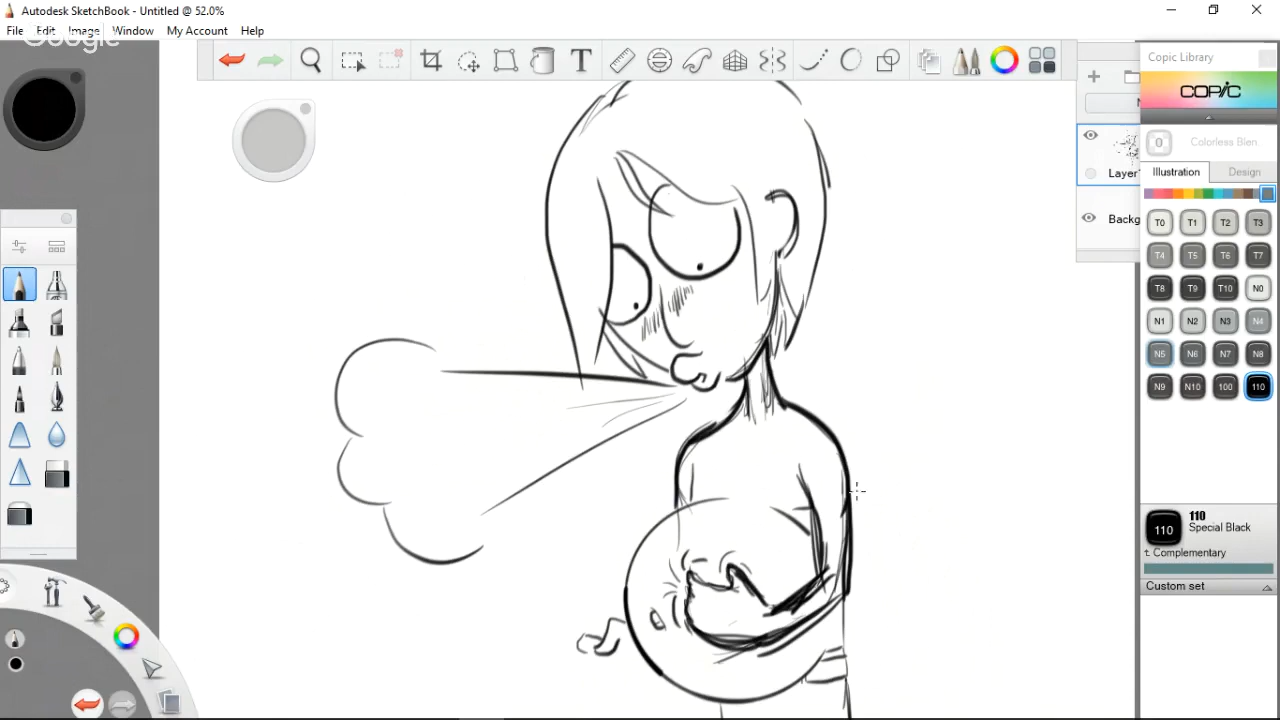 Autodesk SketchBook - Untitled @ 52.0%
File Edit Image Window My Account Help
Google
T
Copic Library
COPIC
0 Colorless Blen
Illustration Design
Layer
Backg
T0 T1 T2 T3
T4 T5 T6 T7
T8 T9 T10 N0
N1 N2 N3 N4
N5 N6 N7 N8
N9 N10 100 110
110
110
Special Black
t. Complementary
Custom set